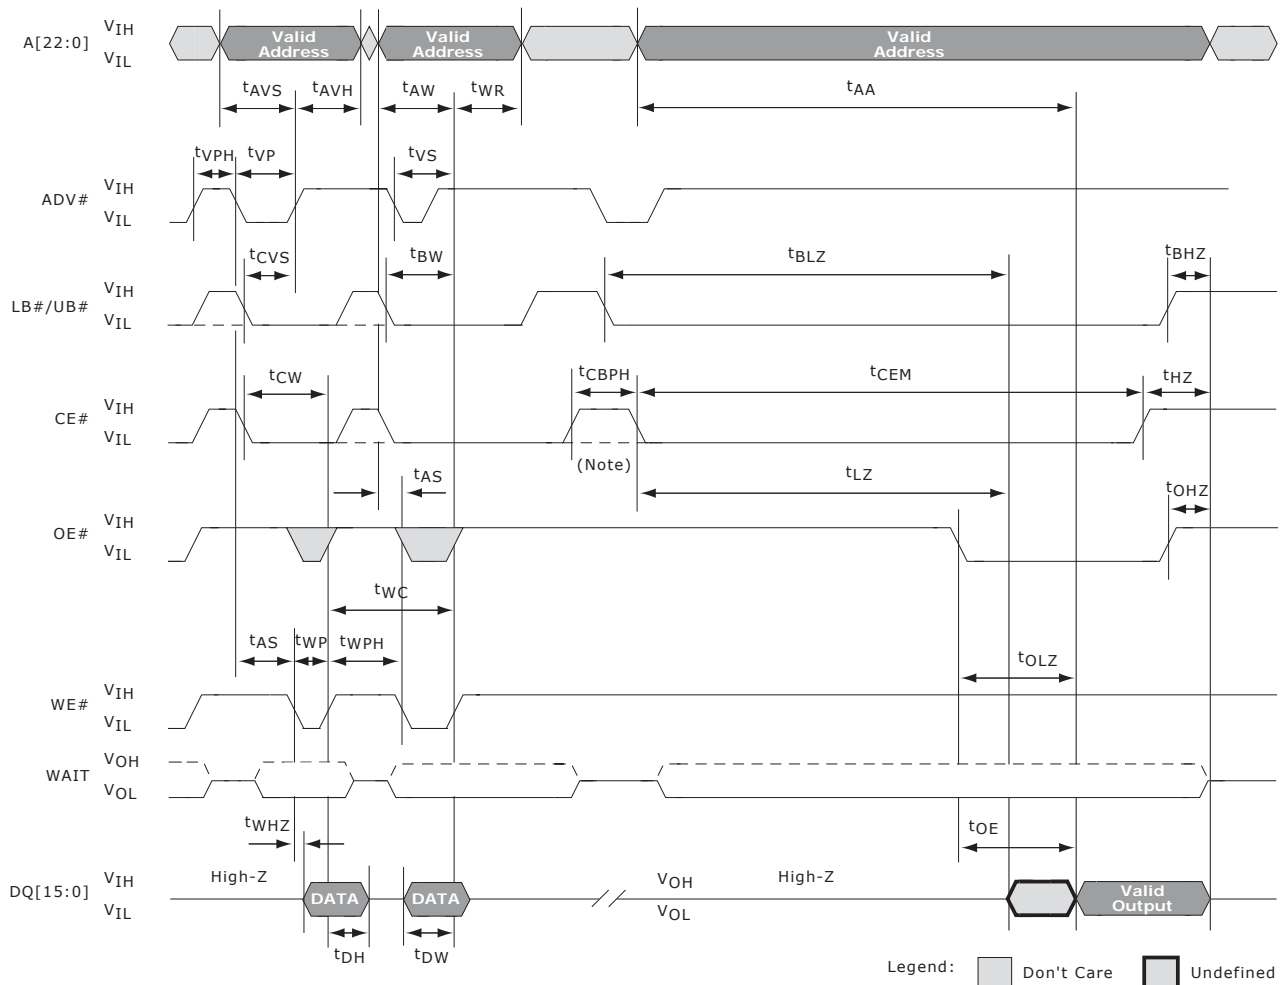 A[22:0]
VIH
VIL
Valid
Address
Valid
Address
Valid
Address
tAVS
tAVH
tAW
tWR
tAA
tVPH
tVP
tVS
ADV#
VIH
VIL
tCVS
tBW
tBLZ
tBHZ
LB#/UB#
VIH
VIL
tCW
tCBPH
tCEM
tHZ
CE#
VIH
VIL
(Note)
tAS
tLZ
tOHZ
OE#
VIH
VIL
tWC
tAS
tWP
tWPH
tOLZ
WE#
VIH
VIL
WAIT
VOH
VOL
tWHZ
tOE
DQ[15:0]
VIH
VIL
High-Z
DATA
DATA
VOH
VOL
High-Z
Valid
Output
tDH
tDW
Legend:
Don't Care
Undefined